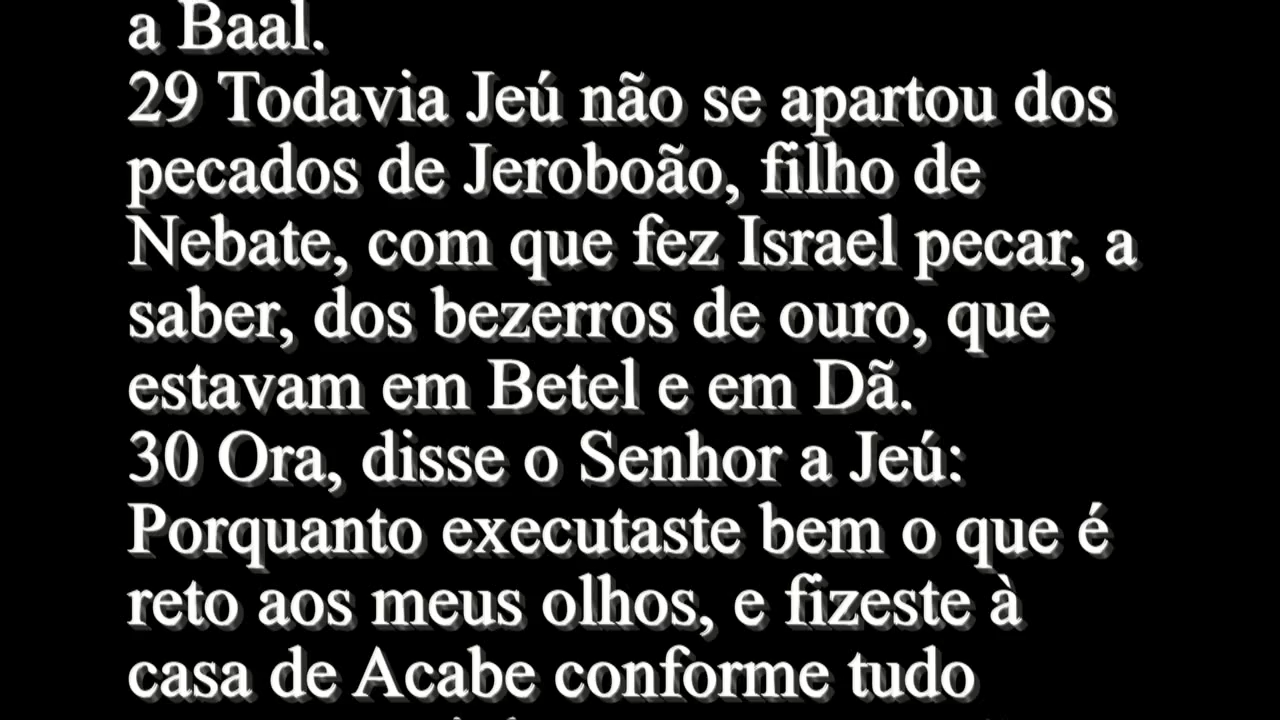 a Baal.
29 Todavia Jeú não se apartou dos
pecados de Jeroboão, filho de
Nebate, com que fez Israel pecar, a
saber, dos bezerros de ouro, que
estavam em Betel e em Dã.
30 Ora, disse o Senhor a Jeú:
Porquanto executaste bem o que é
reto aos meus olhos, e fizeste à
casa de Acabe conforme tudo